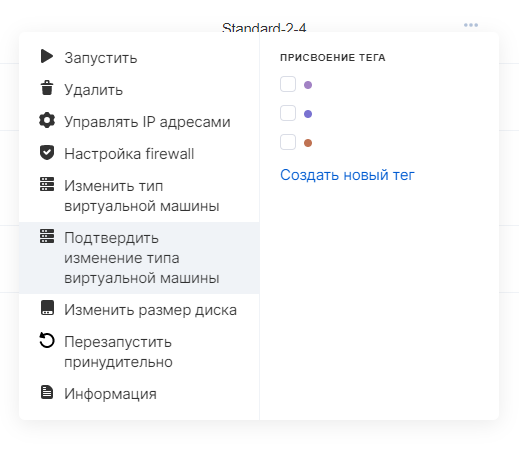 Standard-2-4
Запустить
Удалить
Управлять IP адресами
Настройка firewall
Изменить тип
виртуальной машины
Подтвердить
изменение типа
виртуальной машины
Изменить размер диска
Перезапустить
принудительно
Информация
ПРИСВОЕНИЕ ТЕГА
Создать новый тег